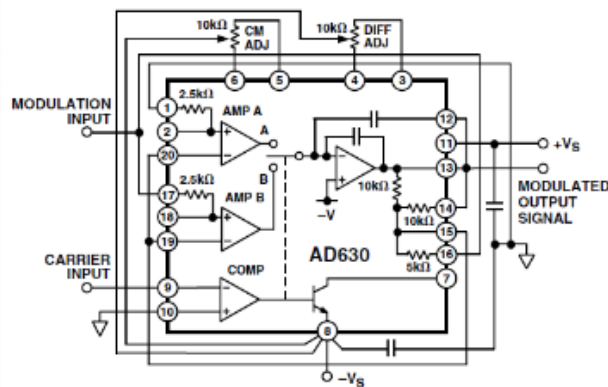 10kΩ
CM
ADJ
10kΩ
DIFF
ADJ
6
5
4
3
MODULATION
INPUT
1
2.5kΩ
AMP A
2
A
20
12
11
+VS
13
MODULATED
OUTPUT
SIGNAL
17
2.5kΩ
B
10kΩ
–V
10kΩ
14
18
AMP B
15
19
5kΩ
16
AD630
CARRIER
INPUT
COMP
9
7
10
8
–VS
+
–
+
–
–
+
–
+